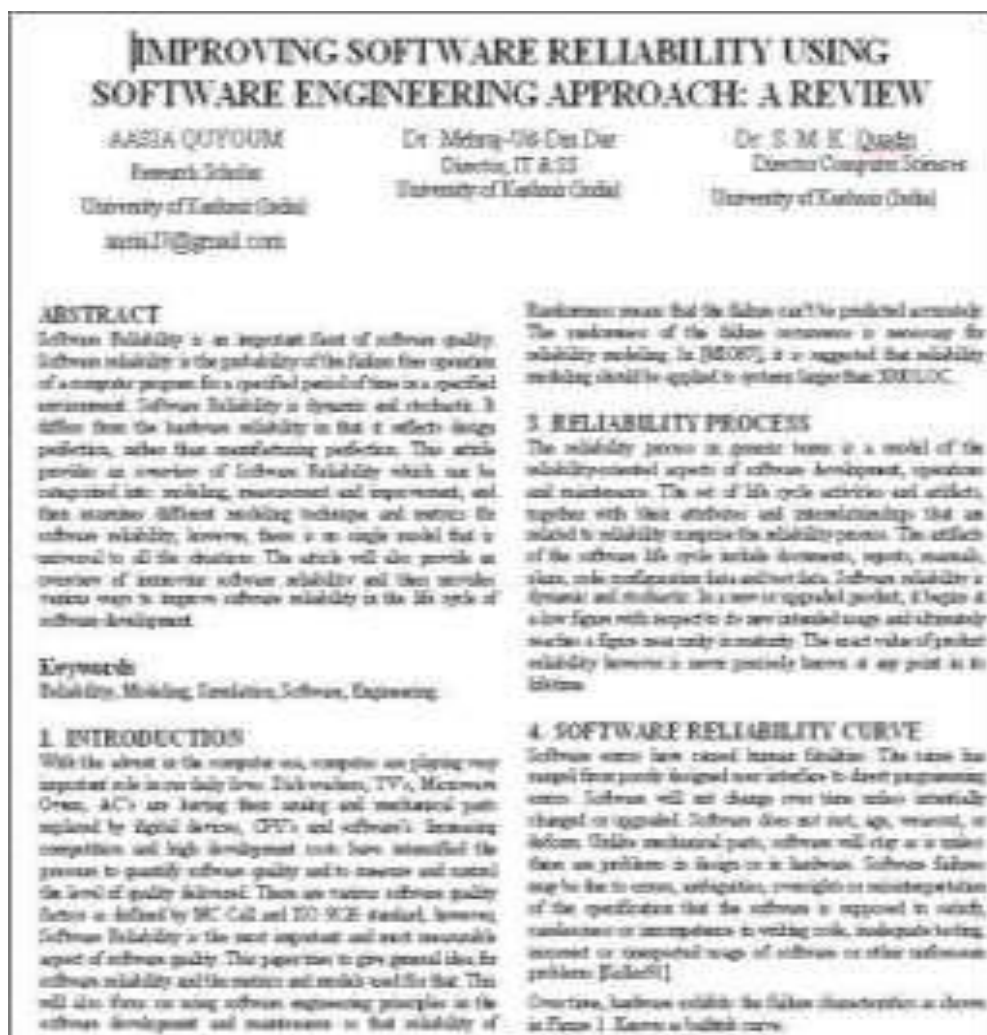 IMPROVING SOFTWARE RELIABILITY USING
SOFTWARE ENGINEERING APPROACH: A REVIEW
AASIA QUYOUM
Research Scholar
University of Kashmir (India)
Dr. Mehraj-Ud-Din Dar
Director, IT & SS
University of Kashmir (India)
Dr. S. M. K. Quadri
Director Computer Sciences
University of Kashmir (India)
ABSTRACT
Software Reliability is an important facet of software quality.
Software reliability is the probability of the failure free operation
of a computer program for a specified period of time in a specified
environment. Software Reliability is dynamic and stochastic. It
differs from the hardware reliability in that it reflects design
perfection, rather than manufacturing perfection. This article
provides an overview of Software Reliability which can be
categorized into: modeling, measurement and improvement, and
then examines different modeling technique and metrics for
software reliability, however, there is no single model that is
universal to all the situations. The article will also provide an
overview of improving software reliability and then provides
various ways to improve software reliability in the life cycle of
software development.
Keywords
Reliability, Modeling, Simulation, Software, Engineering.
1. INTRODUCTION
With the advent of the computer era, computer are playing very
important role in our daily lives. Dish washers, TV's, Microwave
Ovens, AC's are having their analog and mechanical parts
replaced by digital devices, CPU's and software's. Increasing
competition and high development costs have intensified the
pressure to quantify software quality and to measure and control
the level of quality delivered. There are various software quality
factors as defined by MC Call and ISO 9126 standard, however,
Software Reliability is the most important and most measurable
aspect of software quality. This paper tries to give general idea for
software reliability and the metrics and models used for that. This
will also focus on using software engineering principles in the
software development and maintenance so that reliability of
Randomness means that the failure can't be predicted accurately.
The randomness of the failure occurrence is necessary for
reliability modeling. In it is suggested that reliability
modeling should be applied to systems larger than LOC.
3. RELIABILITY PROCESS
The reliability process in generic terms is a model of the
reliability-oriented aspects of software development, operations
and maintenance. The set of life cycle activities and artifacts,
together with their attributes and interrelationships that are
related to reliability comprise the reliability process. The artifacts
of the software life cycle include documents, reports, manuals,
plans, code configuration data and test data. Software reliability is
dynamic and stochastic. In a new or upgraded product, it begins at
a low figure with respect to its new intended usage and ultimately
reaches a figure near unity in maturity. The exact value of product
reliability however is never precisely known at any point in its
lifetime.
4. SOFTWARE RELIABILITY CURVE
Software errors have caused human fatalities. The cause has
ranged from poorly designed user interface to direct programming
errors. Software will not change over time unless intentionally
changed or upgraded. Software does not rust, age, wear-out, or
deform. Unlike mechanical parts, software will stay as is unless
there are problems in design or in hardware. Software failures
may be due to errors, ambiguities, oversights or misinterpretation
of the specification that the software is supposed to satisfy,
carelessness or incompetence in writing code, inadequate testing,
incorrect or unexpected usage of software or other unforeseen
problems
Over time, hardware exhibits the failure characteristics as shown
in Figure 1. Known as bathtub curve.